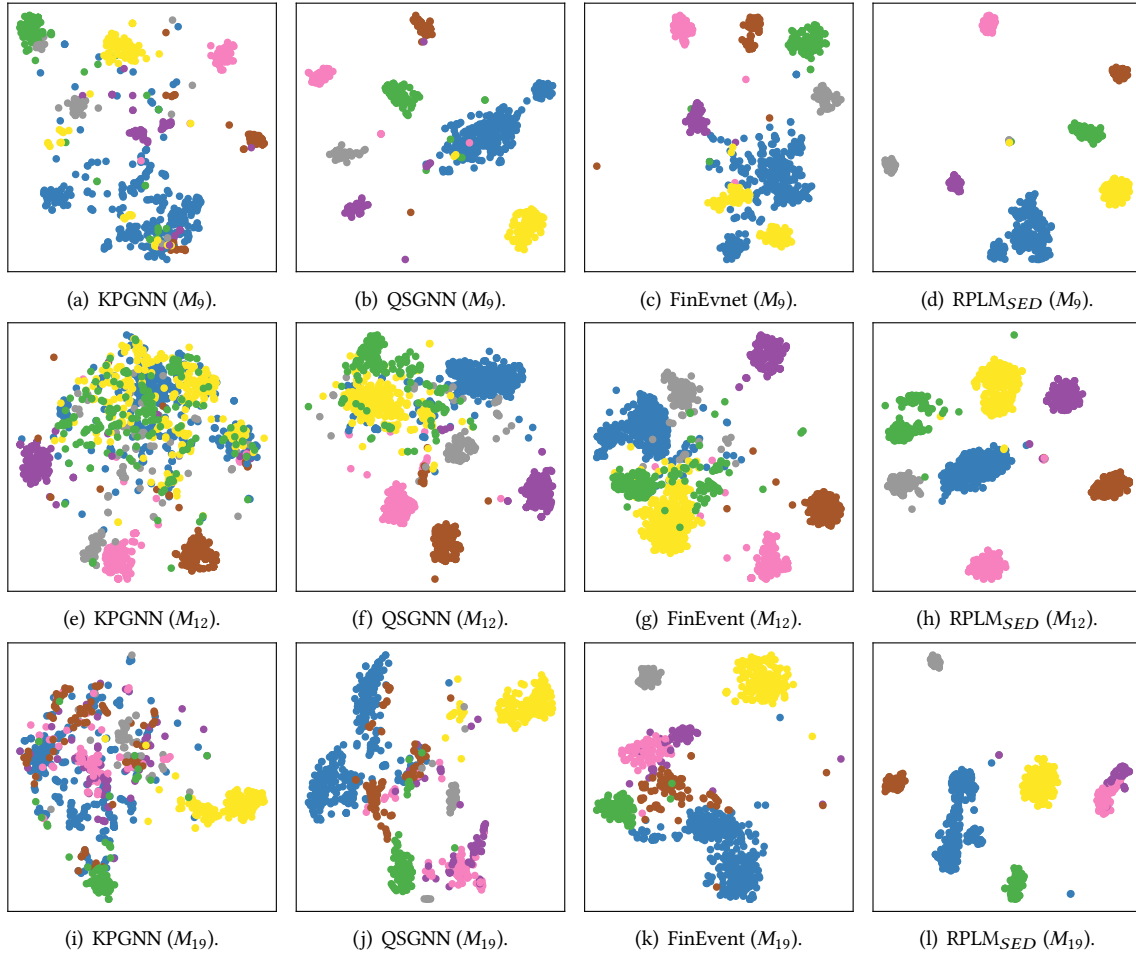 (a) KPGNN (M9).
(b) QSGNN (M9).
(c) FinEvnet (M9).
(d) RPLMSED (M9).
(e) KPGNN (M12).
(f) QSGNN (M12).
(g) FinEvent (M12).
(h) RPLMSED (M12).
(i) KPGNN (M19).
(j) QSGNN (M19).
(k) FinEvent (M19).
(l) RPLMSED (M19).